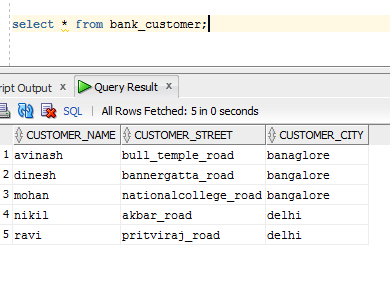 select * from bank_customer;
ript Output x Query Result x
SQL | All Rows Fetched: 5 in 0 seconds
CUSTOMER_NAME CUSTOMER_STREET CUSTOMER_CITY
1 avinash bull_temple_road banaglore
2 dinesh bannergatta_road bangalore
3 mohan nationalcollege_road bangalore
4 nikil akbar_road delhi
5 ravi pritviraj_road delhi